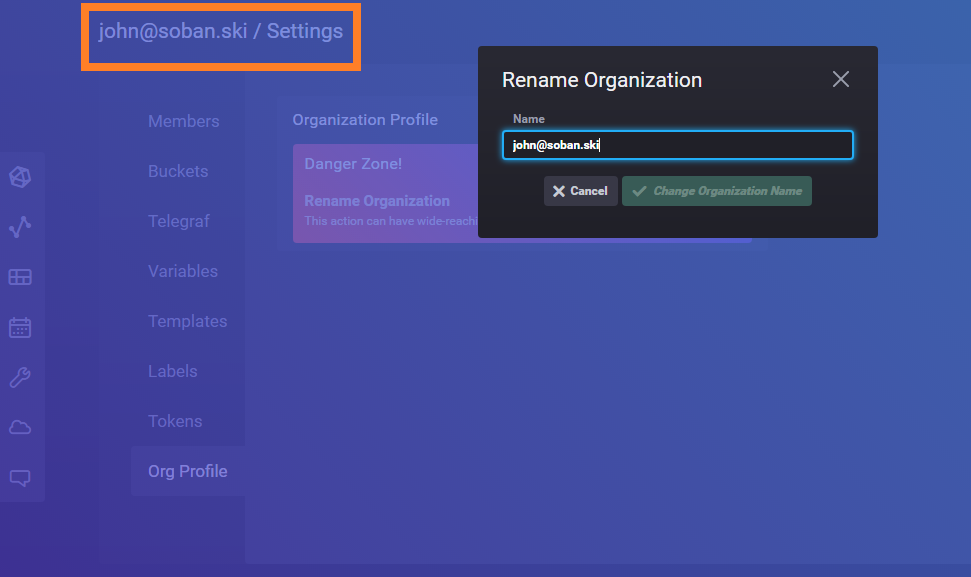 john@soban.ski / Settings
Rename Organization
Name
john@soban.ski
Cancel
Change Organization Name
Members
Buckets
Telegraf
Variables
Templates
Labels
Tokens
Org Profile
Organization Profile
Danger Zone!
Rename Organization
This action can have wide-reachi